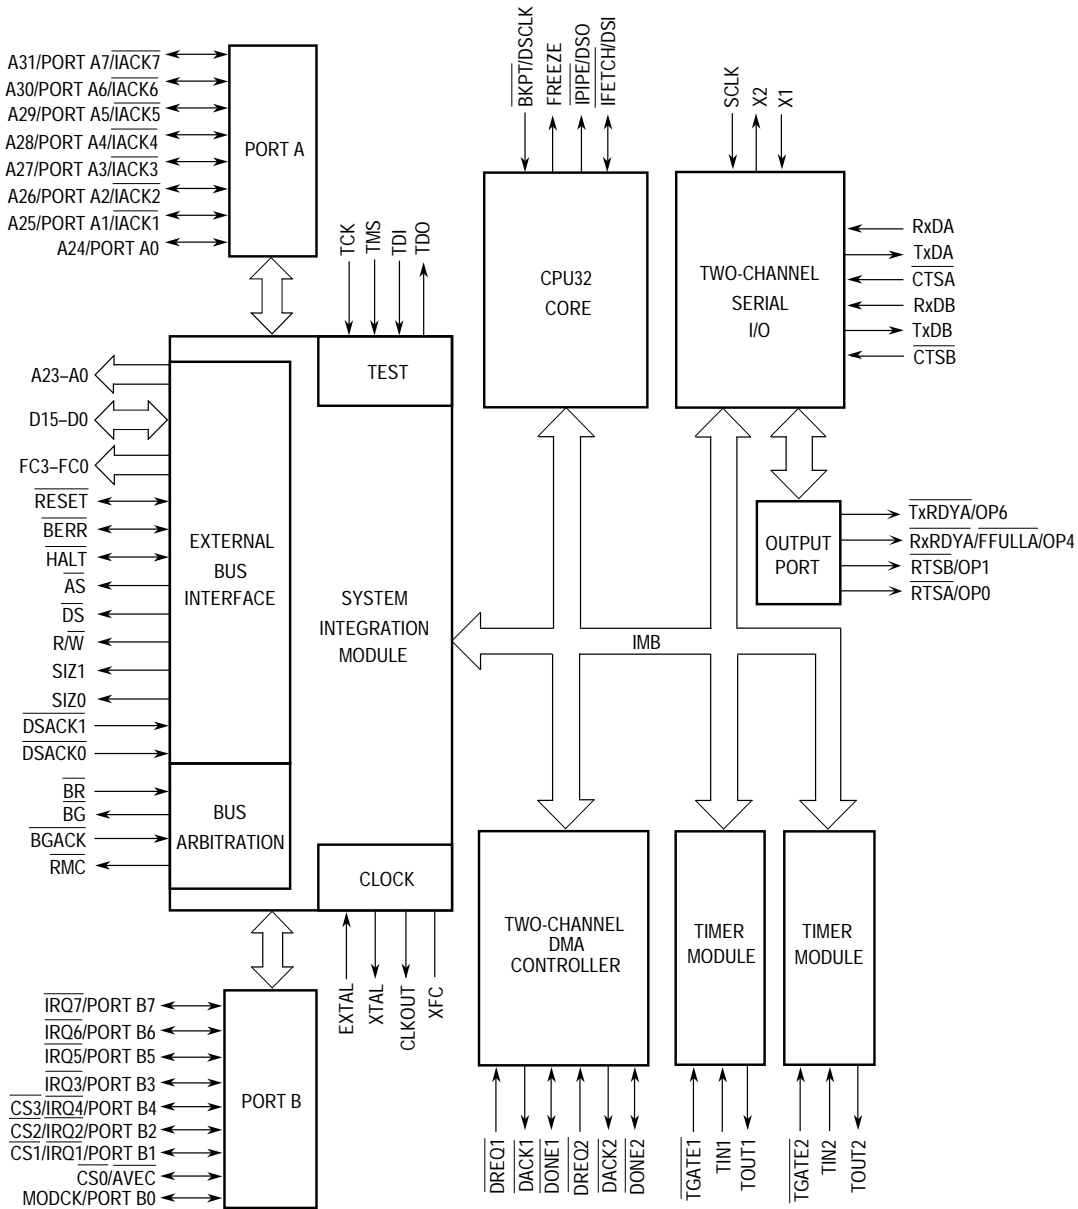 A31/PORT A7/IACK7
A30/PORT A6/IACK6
A29/PORT A5/IACK5
A28/PORT A4/IACK4
A27/PORT A3/IACK3
A26/PORT A2/IACK2
A25/PORT A1/IACK1
A24/PORT A0
PORT A
TCK
TMS
TDI
TDO
BKPT/DSCLK
FREEZE
IPIPE/DSO
IFETCH/DSI
SCLK
X2
X1
CPU32
CORE
TWO-CHANNEL
SERIAL
I/O
RxDA
TxDA
CTSA
RxDB
TxDB
CTSB
TEST
A23–A0
D15–D0
FC3–FC0
RESET
BERR
HALT
AS
DS
R/W
SIZ1
SIZ0
DSACK1
DSACK0
BR
BG
BGACK
RMC
EXTERNAL
BUS
INTERFACE
SYSTEM
INTEGRATION
MODULE
BUS
ARBITRATION
CLOCK
OUTPUT
PORT
TxRDYA/OP6
RxRDYA/FFULLA/OP4
RTSB/OP1
RTSA/OP0
IMB
EXTAL
XTAL
CLKOUT
XFC
IRQ7/PORT B7
IRQ6/PORT B6
IRQ5/PORT B5
IRQ3/PORT B3
CS3/IRQ4/PORT B4
CS2/IRQ2/PORT B2
CS1/IRQ1/PORT B1
CS0/AVEC
MODCK/PORT B0
PORT B
TWO-CHANNEL
DMA
CONTROLLER
TIMER
MODULE
TIMER
MODULE
DREQ1
DACK1
DONE1
DREQ2
DACK2
DONE2
TGATE1
TIN1
TOUT1
TGATE2
TIN2
TOUT2